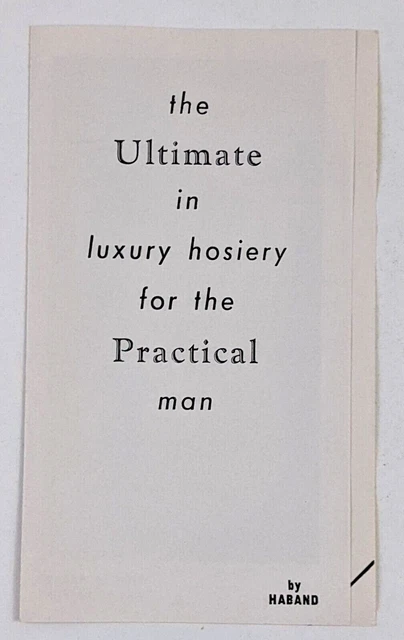 the
Ultimate
in
luxury hosiery
for the
Practical
man
by
HABAND